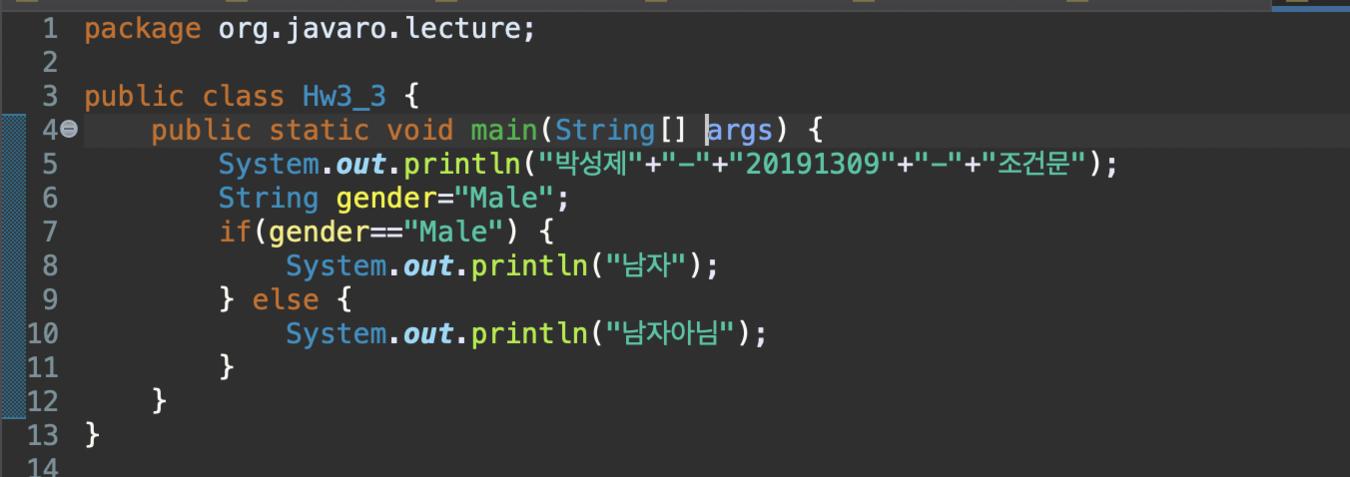 1 package org.javaro.lecture;
2
3 public class Hw3_3 {
4 public static void main(String[] args) {
5 System.out.println("박성제"+"-"+"20191309"+"-"+"조건문");
6 String gender="Male";
7 if(gender=="Male") {
8 System.out.println("남자");
9 } else {
10 System.out.println("남자아님");
11 }
12 }
13 }
14